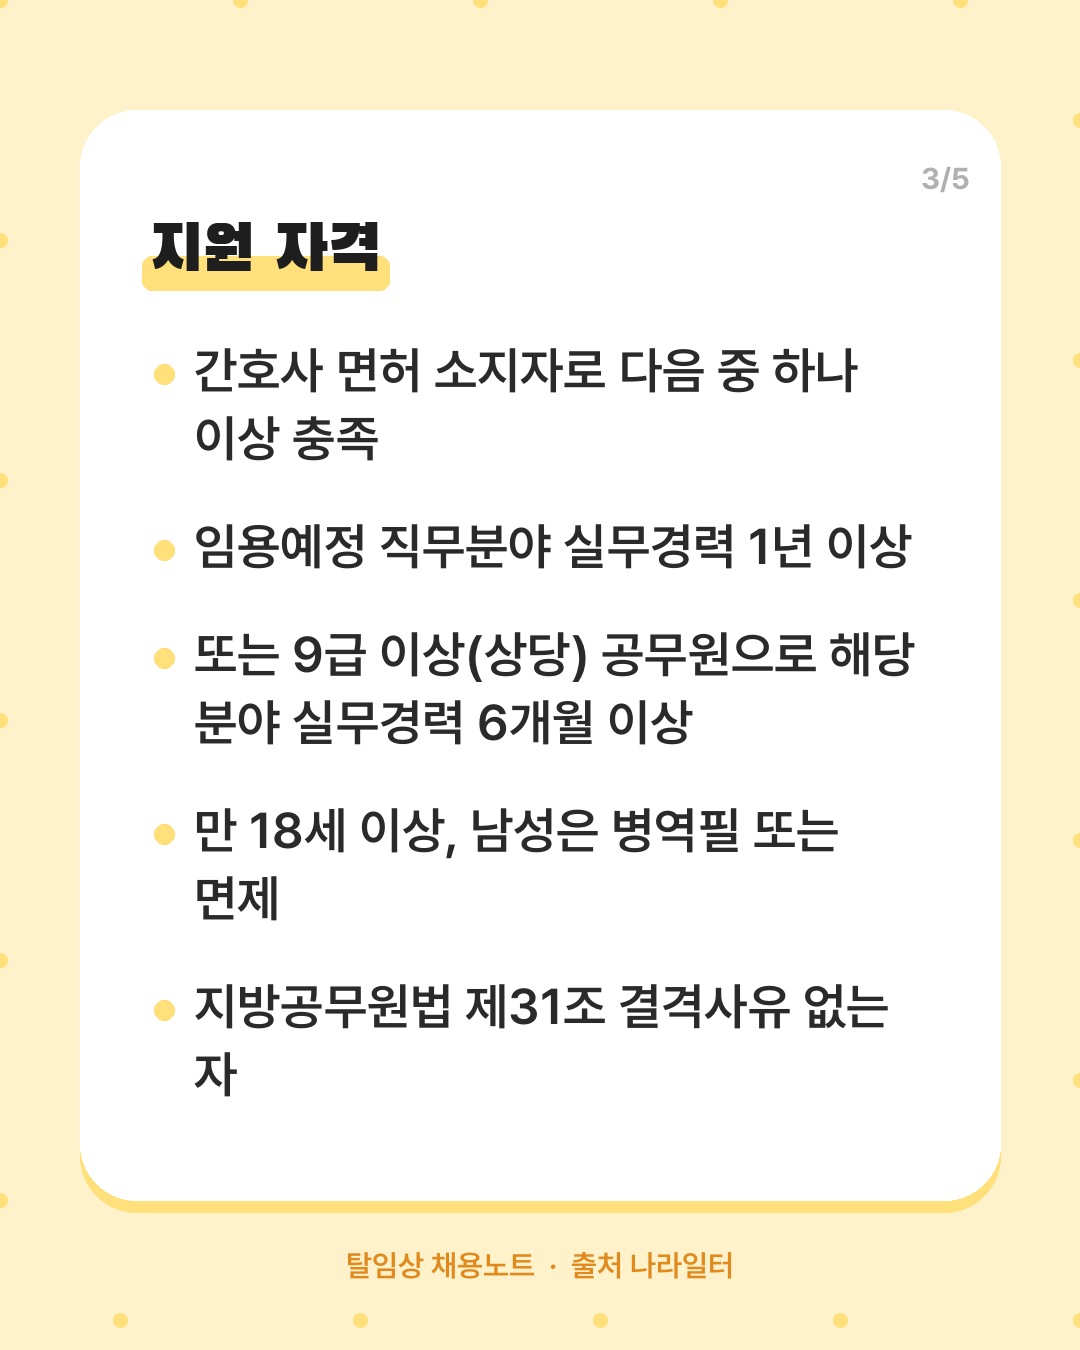 3/5
지원 자격
간호사 면허 소지자로 다음 중 하나
이상 충족
임용예정 직무분야 실무경력 1년 이상
또는 9급 이상(상당) 공무원으로 해당
분야 실무경력 6개월 이상
만 18세 이상, 남성은 병역필 또는
면제
지방공무원법 제31조 결격사유 없는
자
탈임상 채용노트 · 출처 나라일터